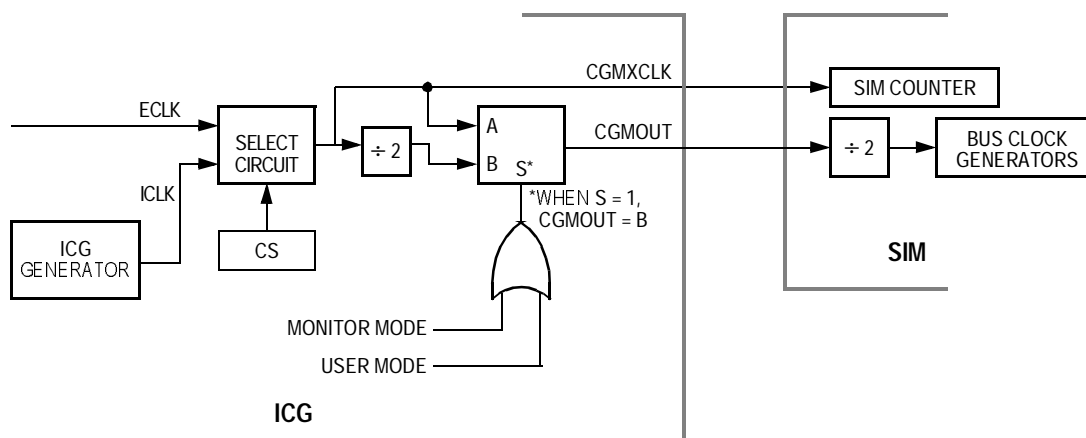 CGMXCLK
SIM COUNTER
ECLK
SELECT
CIRCUIT
÷ 2
A
B
S*
CGMOUT
÷ 2
BUS CLOCK
GENERATORS
ICLK
*WHEN S = 1,
CGMOUT = B
ICG
GENERATOR
CS
SIM
MONITOR MODE
USER MODE
ICG